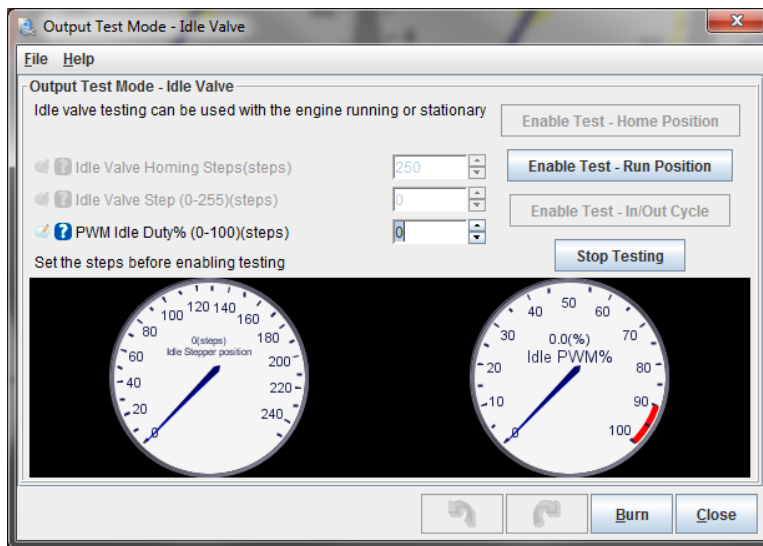 Output Test Mode - Idle Valve
File Help
Output Test Mode - Idle Valve
Idle valve testing can be used with the engine running or stationary
Enable Test - Home Position
Idle Valve Homing Steps(steps) 250
Enable Test - Run Position
Idle Valve Step (0-255)(steps) 0
Enable Test - In/Out Cycle
PWM Idle Duty% (0-100)(steps) 0
Stop Testing
Set the steps before enabling testing
0 20 40 60 80 100 120 140 160 180 200 220 240
0(steps)
Idle Stepper position
0 10 20 30 40 50 60 70 80 90 100
0.0(%)
Idle PWM%
Burn Close